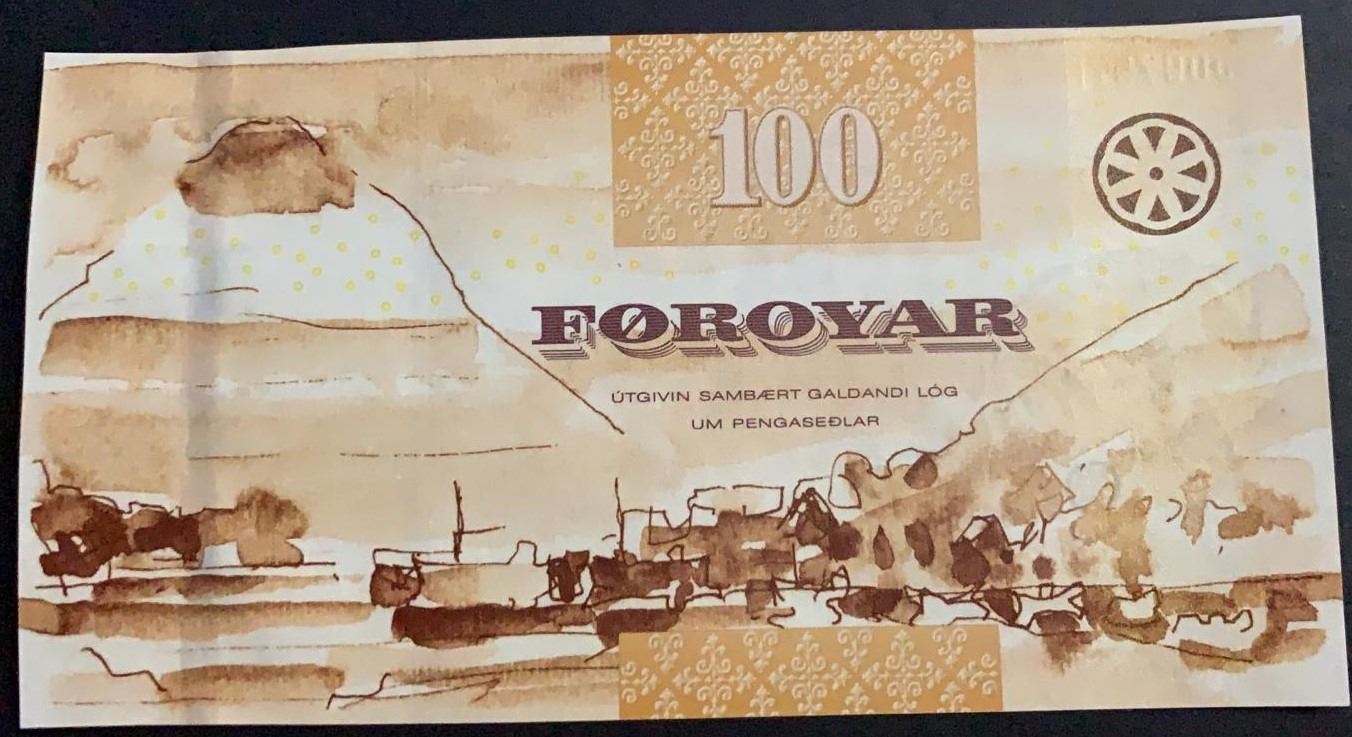 100
FØROYAR
ÚTGIVIN SAMBÆRT GALDANDI LÓG
UM PENGASEÐLAR